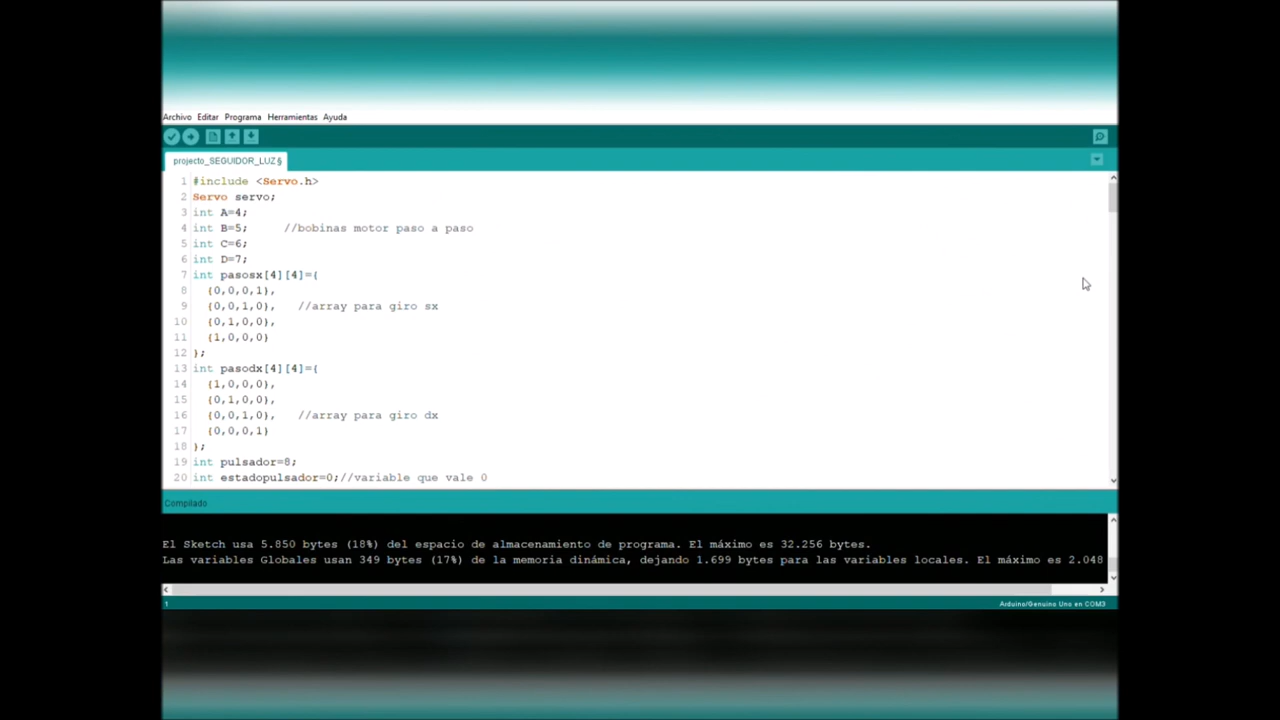 Archivo Editar Programa Herramientas Ayuda
projecto_SEGUIDOR_LUZ§
1 #include <Servo.h>
2 Servo servo;
3 int A=4;
4 int B=5; //bobinas motor paso a paso
5 int C=6;
6 int D=7;
7 int pasosx[4][4]={
8 {0,0,0,1},
9 {0,0,1,0}, //array para giro sx
10 {0,1,0,0},
11 {1,0,0,0}
12 };
13 int pasodx[4][4]={
14 {1,0,0,0},
15 {0,1,0,0},
16 {0,0,1,0}, //array para giro dx
17 {0,0,0,1}
18 };
19 int pulsador=8;
20 int estadopulsador=0;//variable que vale 0
Compilado
El Sketch usa 5.850 bytes (18%) del espacio de almacenamiento de programa. El máximo es 32.256 bytes.
Las variables Globales usan 349 bytes (17%) de la memoria dinámica, dejando 1.699 bytes para las variables locales. El máximo es 2.048
1 Arduino/Genuino Uno en COM3